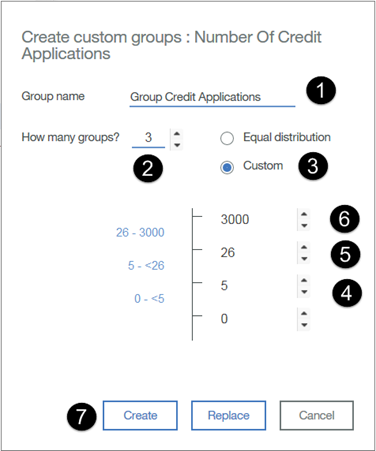 Create custom groups : Number Of Credit
Applications
Group name Group Credit Applications 1
How many groups? 3 Equal distribution
2 Custom 3
3000 6
26 - 3000
26 5
5 - <26
5 4
0 - <5
0
7 Create Replace Cancel